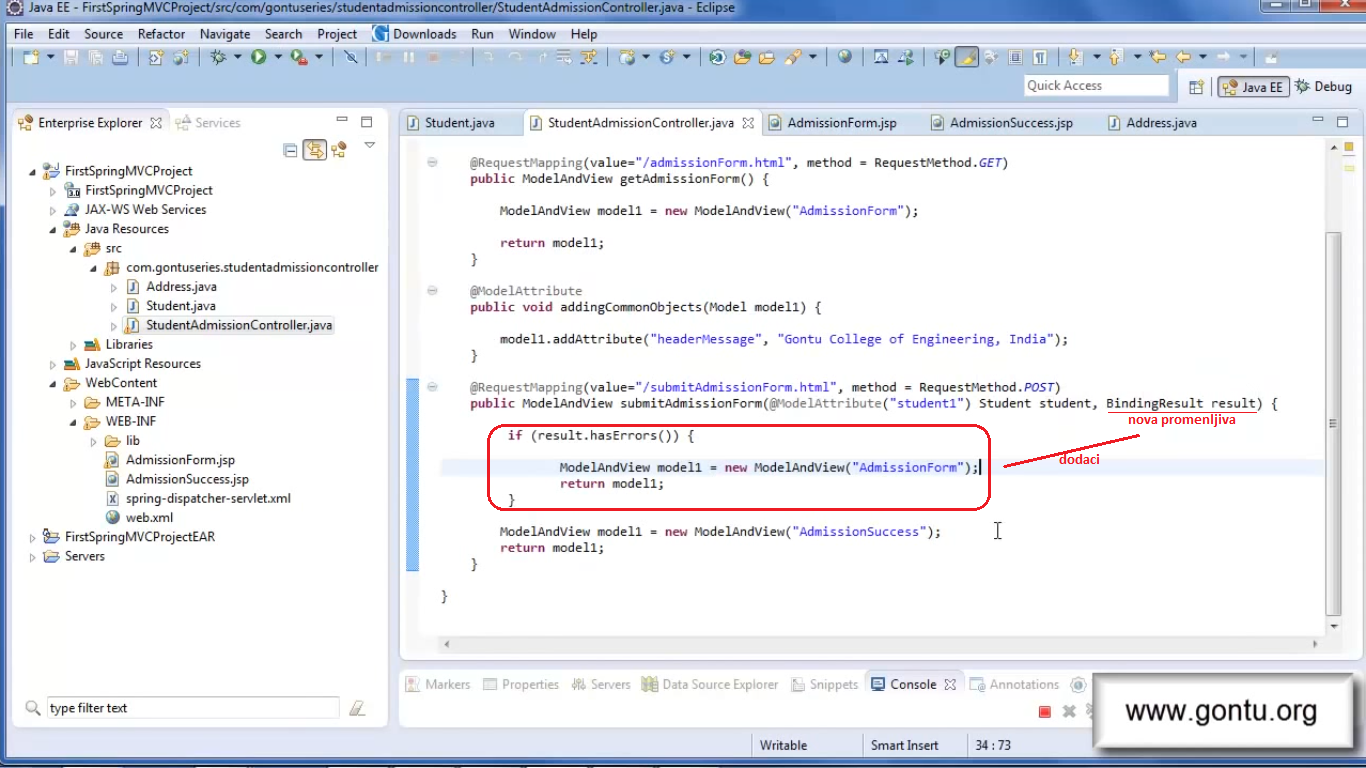 Java EE - FirstSpringMVCProject/src/com/gontuseries/studentadmissioncontroller/StudentAdmissionController.java - Eclipse
File Edit Source Refactor Navigate Search Project Downloads Run Window Help
Quick Access
Java EE
Debug
Enterprise Explorer
Services
FirstSpringMVCProject
FirstSpringMVCProject
JAX-WS Web Services
Java Resources
src
com.gontuseries.studentadmissioncontroller
Address.java
Student.java
StudentAdmissionController.java
Libraries
JavaScript Resources
WebContent
META-INF
WEB-INF
lib
AdmissionForm.jsp
AdmissionSuccess.jsp
spring-dispatcher-servlet.xml
web.xml
FirstSpringMVCProjectEAR
Servers
type filter text
Student.java
StudentAdmissionController.java
AdmissionForm.jsp
AdmissionSuccess.jsp
Address.java
@RequestMapping(value="/admissionForm.html", method = RequestMethod.GET)
public ModelAndView getAdmissionForm() {
ModelAndView model1 = new ModelAndView("AdmissionForm");
return model1;
}
@ModelAttribute
public void addingCommonObjects(Model model1) {
model1.addAttribute("headerMessage", "Gontu College of Engineering, India");
}
@RequestMapping(value="/submitAdmissionForm.html", method = RequestMethod.POST)
public ModelAndView submitAdmissionForm(@ModelAttribute("student1") Student student, BindingResult result) {
nova promenljiva
if (result.hasErrors()) {
dodaci
ModelAndView model1 = new ModelAndView("AdmissionForm");
return model1;
}
ModelAndView model1 = new ModelAndView("AdmissionSuccess");
return model1;
}
}
Markers
Properties
Servers
Data Source Explorer
Snippets
Console
Annotations
www.gontu.org
Writable
Smart Insert
34 : 73